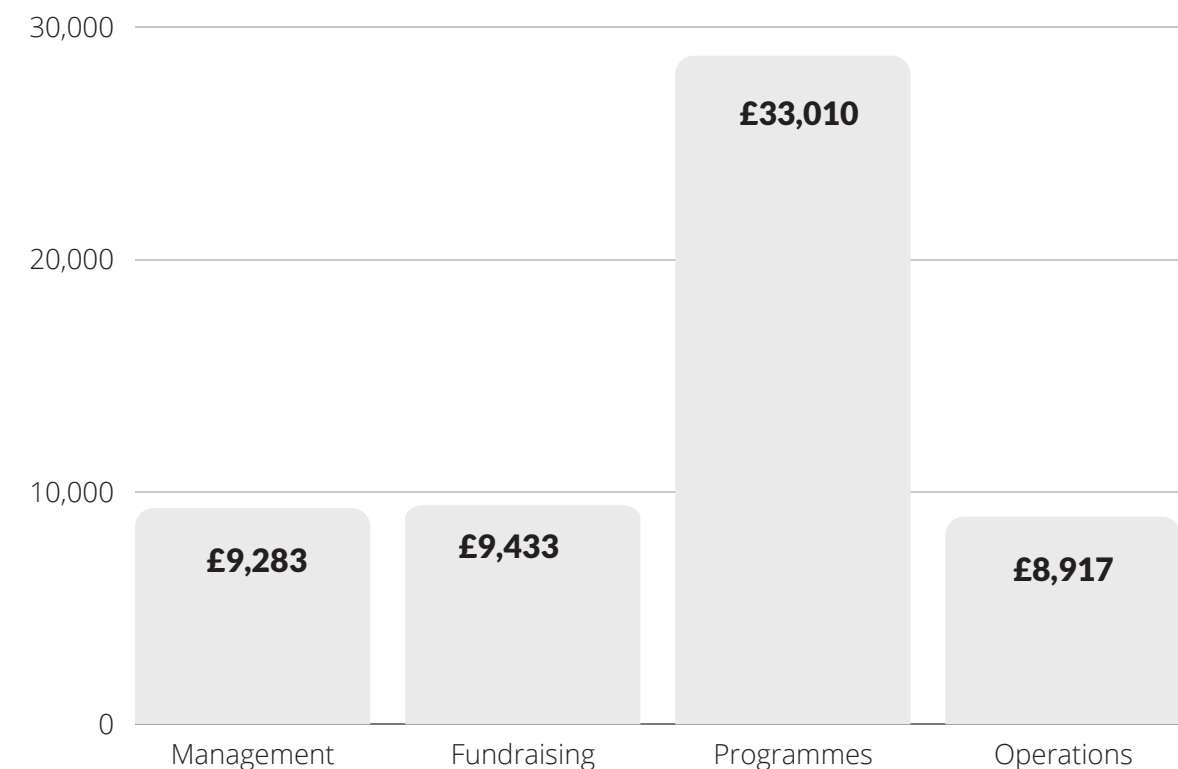 30,000
£33,010
20,000
10,000
£9,283
£9,433
£8,917
0
Management
Fundraising
Programmes
Operations